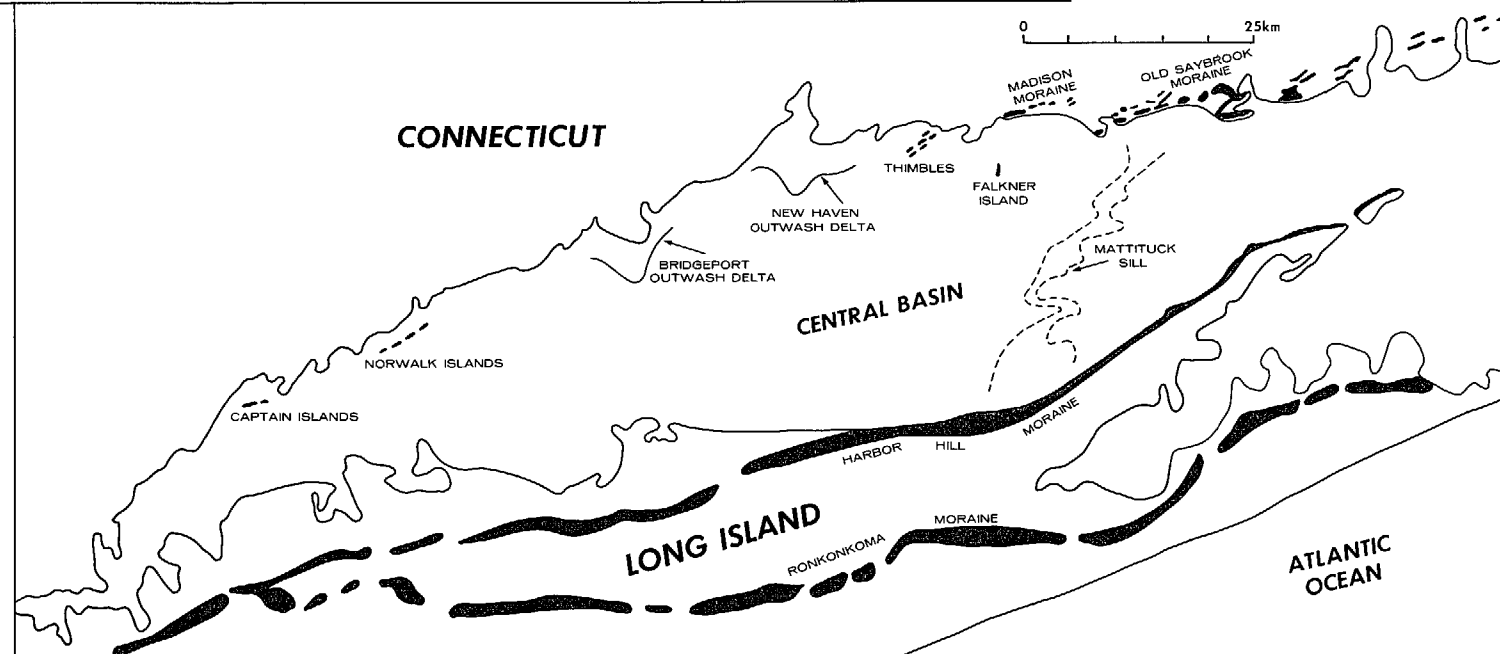 0 25km
MADISON
MORAINE
OLD SAYBROOK
MORAINE
CONNECTICUT
THIMBLES
FALKNER
ISLAND
NEW HAVEN
OUTWASH DELTA
MATTITUCK
SILL
BRIDGEPORT
OUTWASH DELTA
CENTRAL BASIN
NORWALK ISLANDS
CAPTAIN ISLANDS
HARBOR HILL MORAINE
LONG ISLAND
RONKONKOMA MORAINE
ATLANTIC
OCEAN